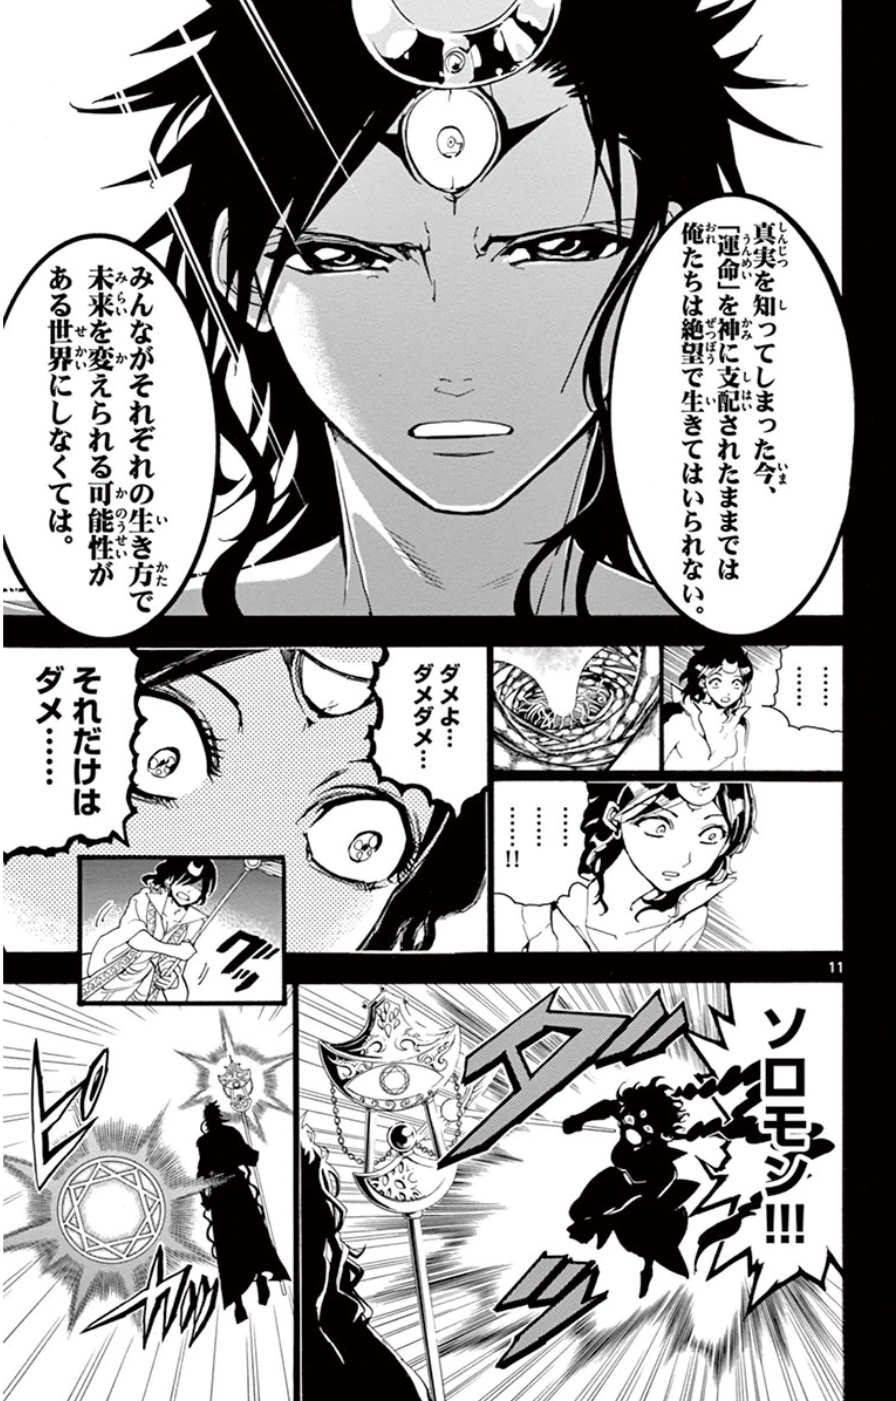 真実を知ってしまった今、
「運命」を神に支配されたままでは
俺たちは絶望で生きてはいられない。
みんながそれぞれの生き方で
未来を変えられる可能性が
ある世界にしなくては。
………
………
………
………
………!!
ダメよ…
ダメダメ…
それだけは
ダメ……
グッ
11
ソロモン!!!
ダッ
ピカッ